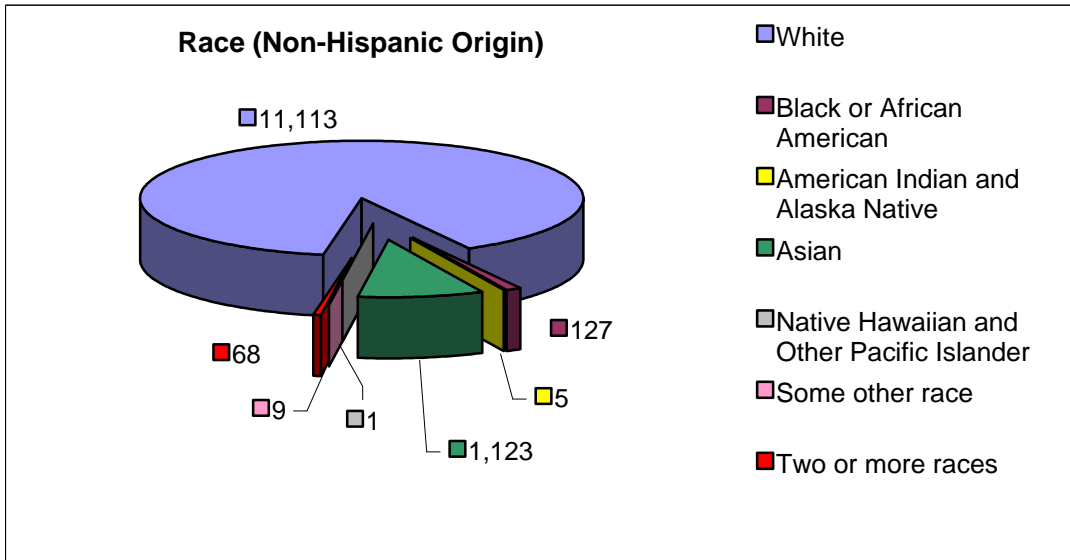 Race (Non-Hispanic Origin)
11,113
127
5
1,123
1
9
68
White
Black or African
American
American Indian and
Alaska Native
Asian
Native Hawaiian and
Other Pacific Islander
Some other race
Two or more races